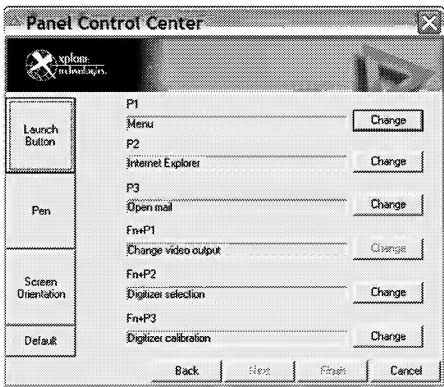 Panel Control Center
Xplore
Technologies.
Launch
Button
Pen
Screen
Orientation
Default
P1
Menu
Change
P2
Internet Explorer
Change
P3
Open mail
Change
Fn+P1
Change video output
Change
Fn+P2
Digitizer selection
Change
Fn+P3
Digitizer calibration
Change
Back
Next
Finish
Cancel